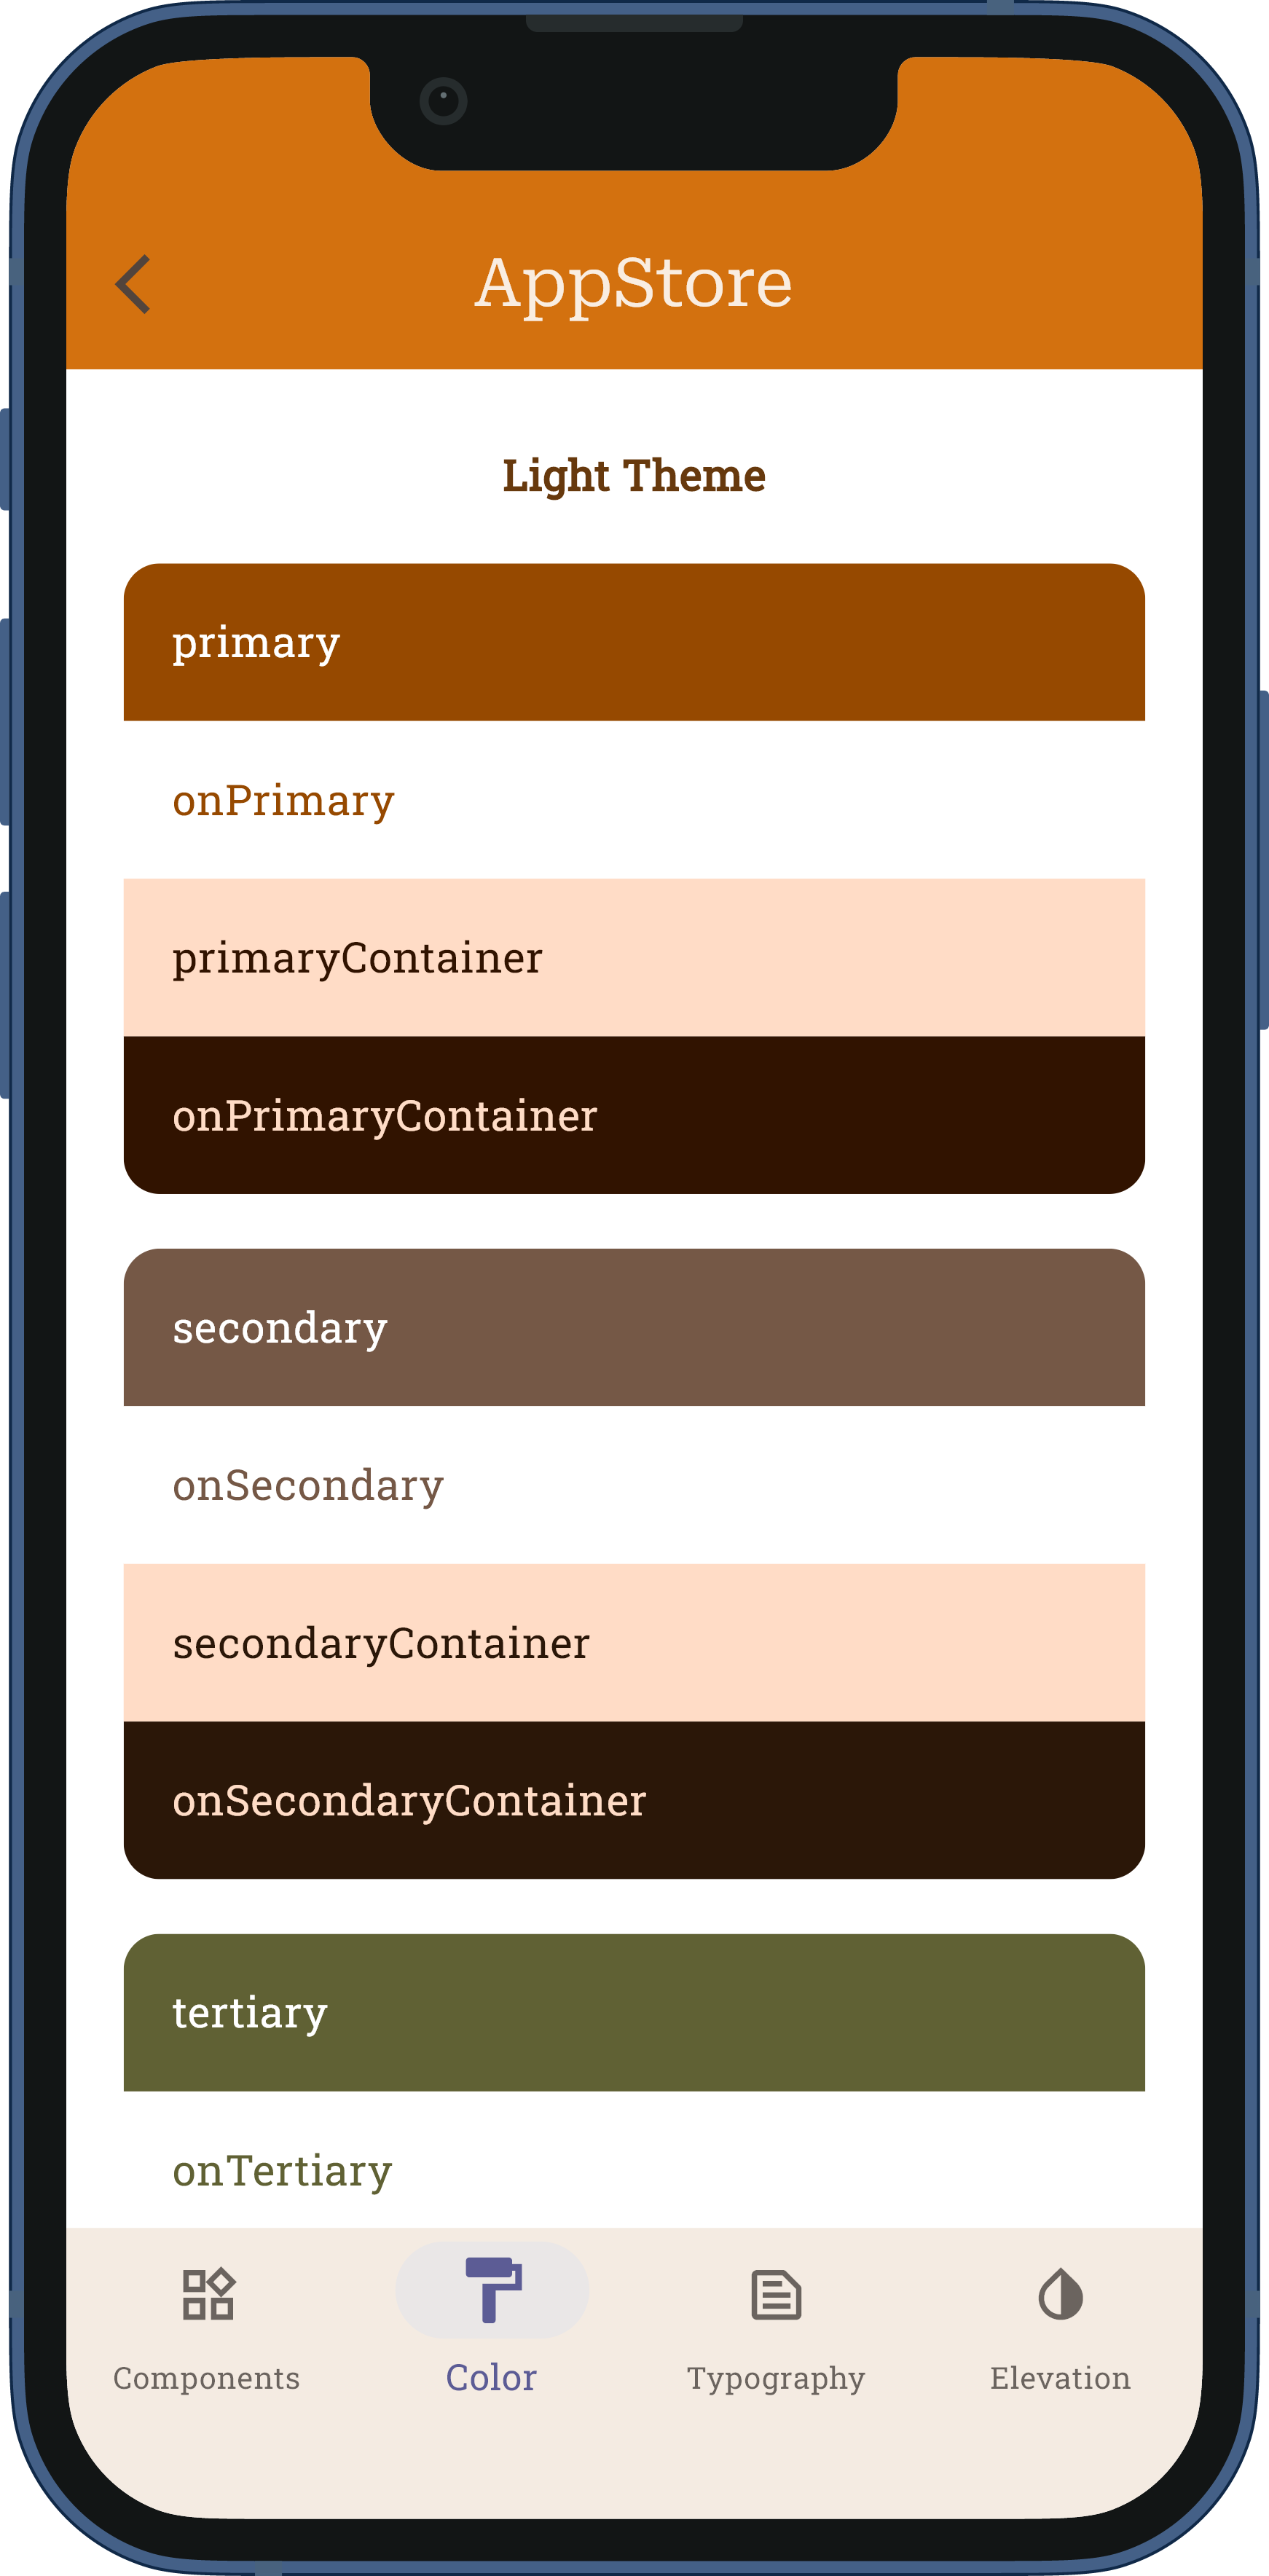 AppStore
Light Theme
primary
onPrimary
primaryContainer
onPrimaryContainer
secondary
onSecondary
secondaryContainer
onSecondaryContainer
tertiary
onTertiary
Components Color Typography Elevation